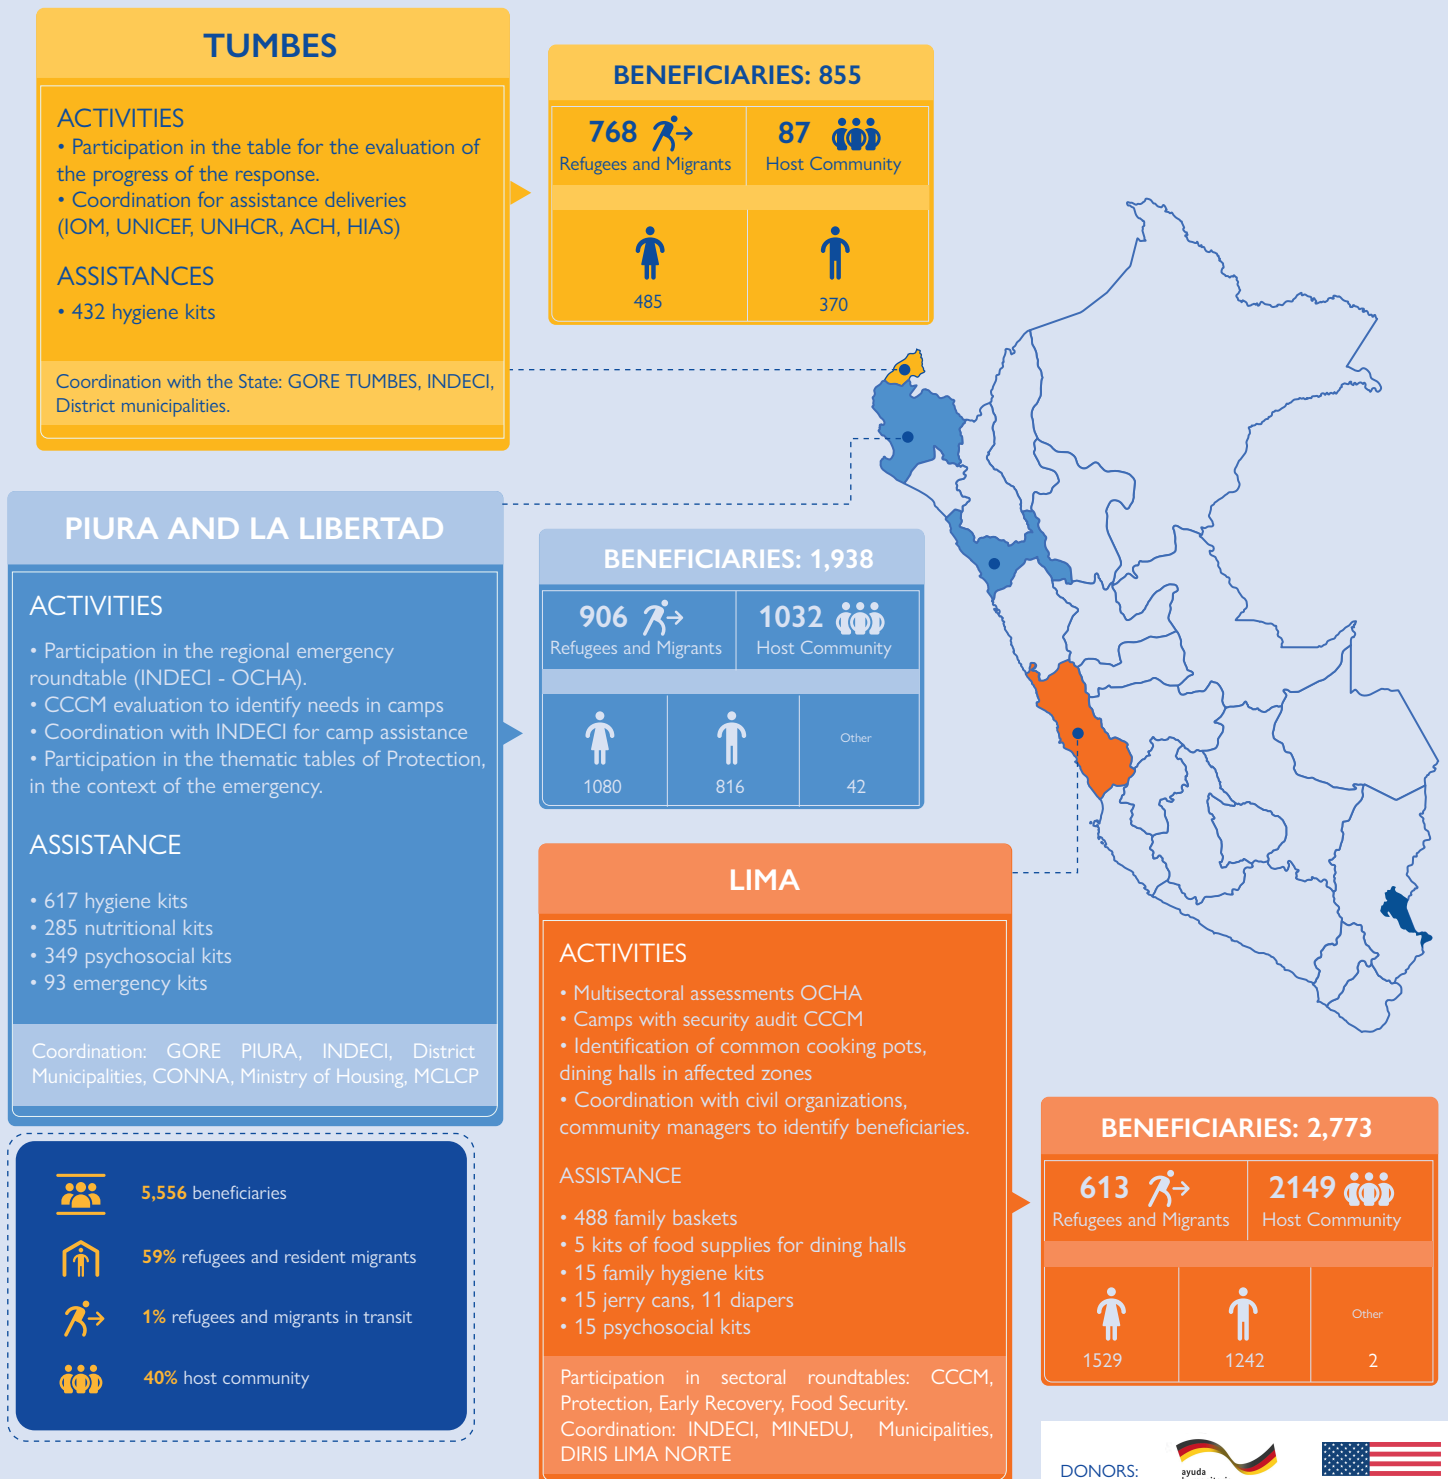 TUMBES
ACTIVITIES
• Participation in the table for the evaluation of
the progress of the response.
• Coordination for assistance deliveries
(IOM, UNICEF, UNHCR, ACH, HIAS)
ASSISTANCES
• 432 hygiene kits
Coordination with the State: GORE TUMBES, INDECI,
District municipalities.
BENEFICIARIES: 855
768
Refugees and Migrants
87
Host Community
485
370
PIURA AND LA LIBERTAD
ACTIVITIES
• Participation in the regional emergency
roundtable (INDECI - OCHA).
• CCCM evaluation to identify needs in camps
• Coordination with INDECI for camp assistance
• Participation in the thematic tables of Protection,
in the context of the emergency.
ASSISTANCE
• 617 hygiene kits
• 285 nutritional kits
• 349 psychosocial kits
• 93 emergency kits
Coordination: GORE PIURA, INDECI, District
Municipalities, CONNA, Ministry of Housing, MCLCP
BENEFICIARIES: 1,938
906
Refugees and Migrants
1032
Host Community
Other
1080
816
42
5,556 beneficiaries
59% refugees and resident migrants
1% refugees and migrants in transit
40% host community
LIMA
ACTIVITIES
• Multisectoral assessments OCHA
• Camps with security audit CCCM
• Identification of common cooking pots,
dining halls in affected zones
• Coordination with civil organizations,
community managers to identify beneficiaries.
ASSISTANCE
• 488 family baskets
• 5 kits of food supplies for dining halls
• 15 family hygiene kits
• 15 jerry cans, 11 diapers
• 15 psychosocial kits
Participation in sectoral roundtables: CCCM,
Protection, Early Recovery, Food Security.
Coordination: INDECI, MINEDU, Municipalities,
DIRIS LIMA NORTE
BENEFICIARIES: 2,773
613
Refugees and Migrants
2149
Host Community
Other
1529
1242
2
DONORS:
ayuda